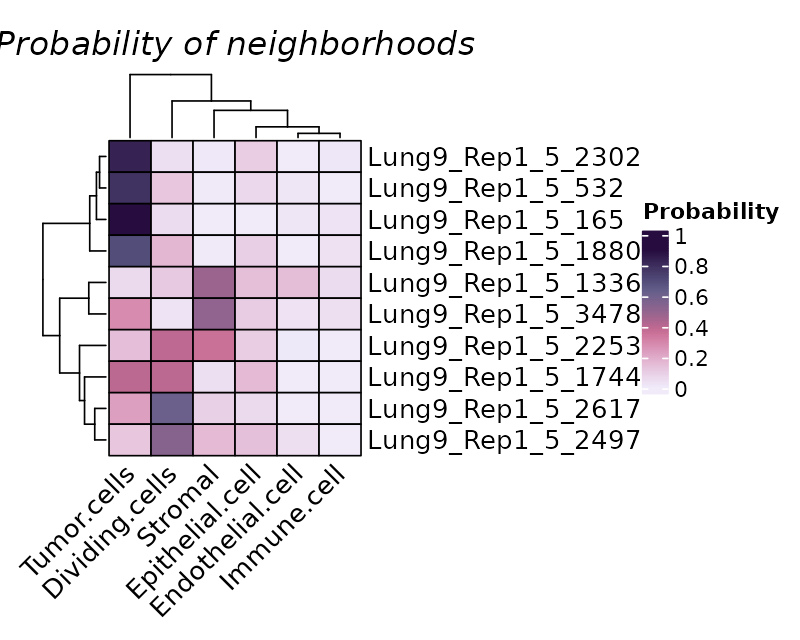 Probability of neighborhoods
Lung9_Rep1_5_2302
Lung9_Rep1_5_532
Lung9_Rep1_5_165
Lung9_Rep1_5_1880
Lung9_Rep1_5_1336
Lung9_Rep1_5_3478
Lung9_Rep1_5_2253
Lung9_Rep1_5_1744
Lung9_Rep1_5_2617
Lung9_Rep1_5_2497
Probability
1
0.8
0.6
0.4
0.2
0
Tumor.cells
Dividing.cells
Stromal
Epithelial.cell
Endothelial.cell
Immune.cell